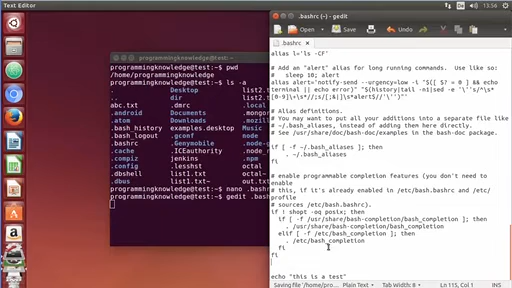 Text Editor
13.56
.bashrc (~) - gedit
Open
Save
Undo
.bashrc
alias l='ls -CF'
# Add an "alert" alias for long running commands.  Use like so:
#   sleep 10; alert
alias alert='notify-send --urgency=low -i "$([ $? = 0 ] && echo
terminal || echo error)" "$(history|tail -n1|sed -e '\''s/^\s*
[0-9]\+\s*//;s/[;&|]\s*alert$//'\'')"'
# Alias definitions.
# You may want to put all your additions into a separate file like
# ~/.bash_aliases, instead of adding them here directly.
# See /usr/share/doc/bash-doc/examples in the bash-doc package.
if [ -f ~/.bash_aliases ]; then
. ~/.bash_aliases
fi
# enable programmable completion features (you don't need to
enable
# this, if it's already enabled in /etc/bash.bashrc and /etc/
profile
# sources /etc/bash.bashrc).
if ! shopt -oq posix; then
if [ -f /usr/share/bash-completion/bash_completion ]; then
. /usr/share/bash-completion/bash_completion
elif [ -f /etc/bash_completion ]; then
. /etc/bash_completion
fi
fi
echo "this is a test"
Saving file '/home/pro...
Plain Text
Tab Width: 8
Ln 115, Col 1
INS
programmingknowledge@test: ~
programmingknowledge@test:~$ pwd
/home/programmingknowledge
programmingknowledge@test:~$ ls -a
. Desktop list2.
.. dir list2.
abc.txt .dmrc .local
.android Documents .mongo
.atom Downloads .mozil
.bash_history examples.desktop Music
.bash_logout .gconf .node-
.bashrc .Genymobile node-
.cache .ICEauthority .node_
.compiz .jenkins .npm
.config .lesshst octal
.dbshell list1.txt octal~
.dbus list1.txt~ out.t
programmingknowledge@test:~$ nano .bash
programmingknowledge@test:~$ gedit .bas